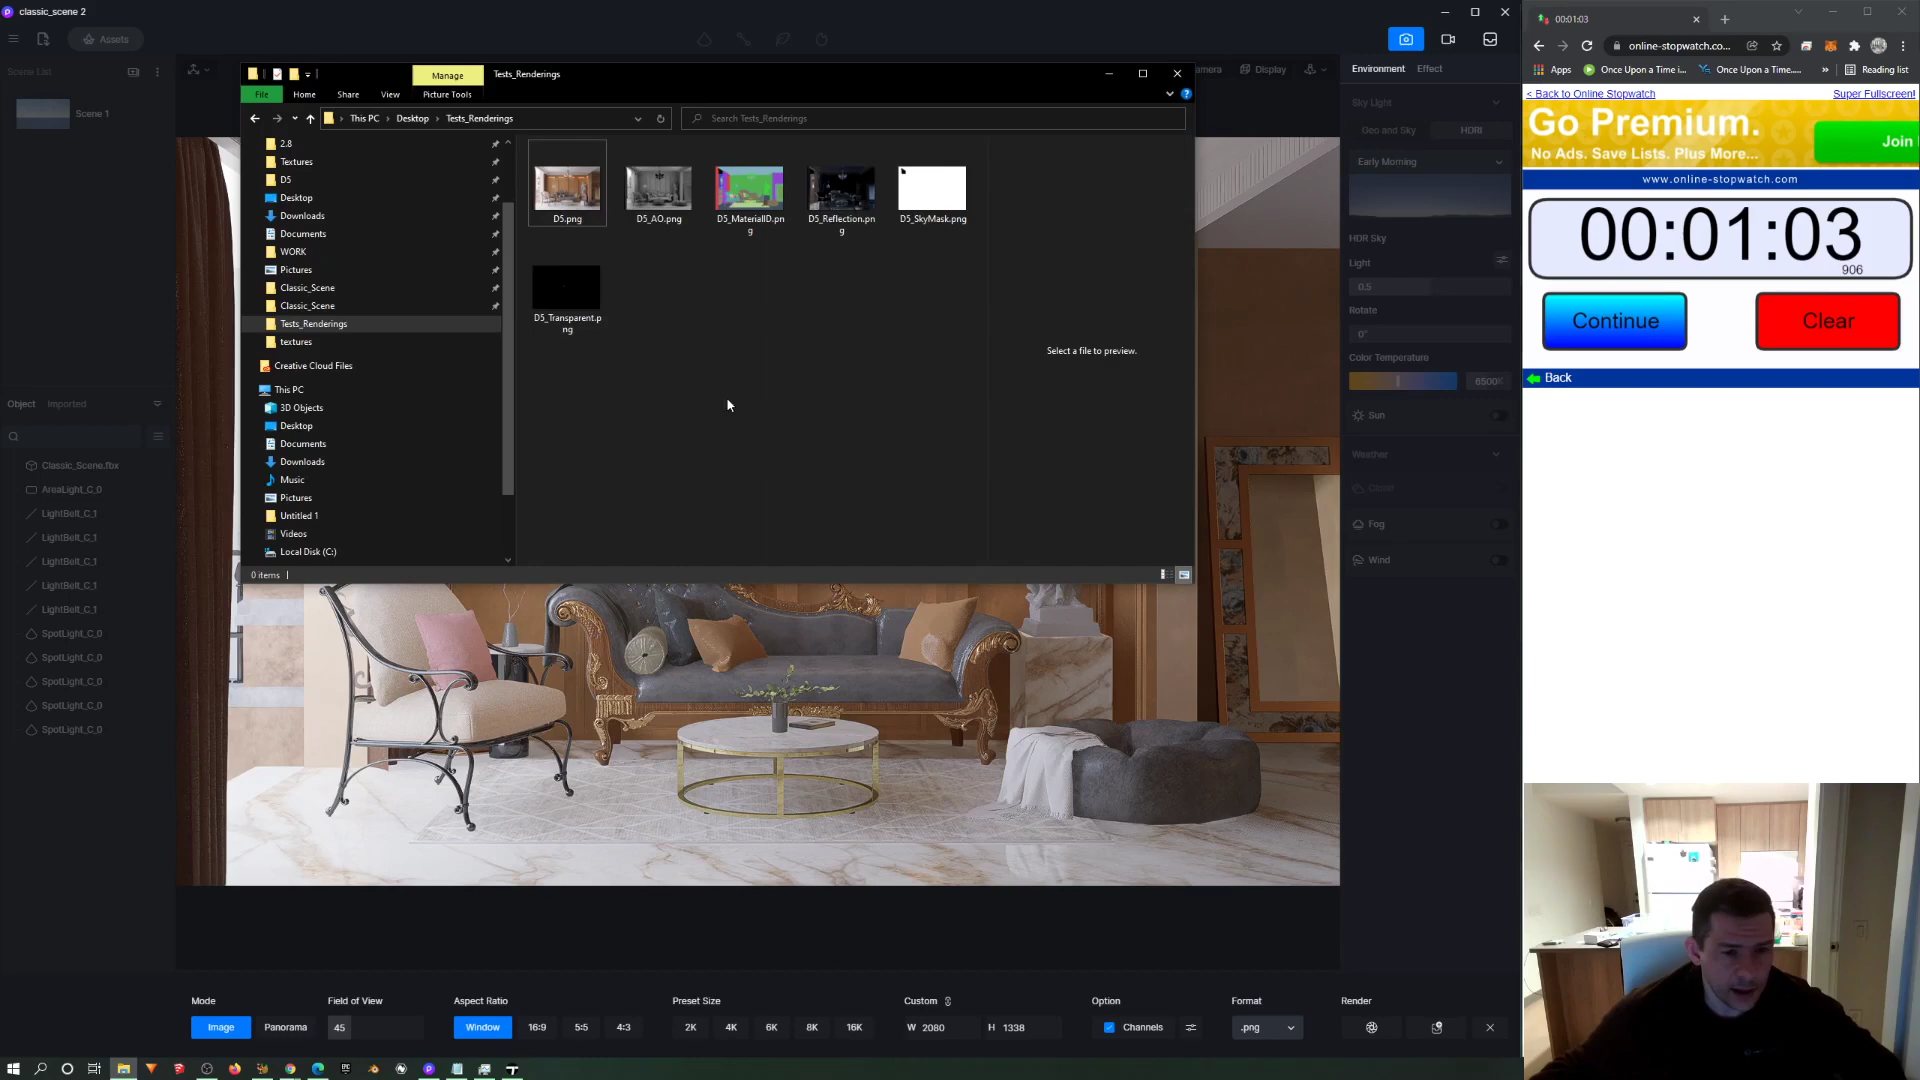 classic_scene 2
Assets
Scene List
Scene 1
Object
Imported
Classic_Scene.fbx
AreaLight_C_0
LightBelt_C_1
LightBelt_C_1
LightBelt_C_1
LightBelt_C_1
LightBelt_C_1
SpotLight_C_0
SpotLight_C_0
SpotLight_C_0
SpotLight_C_0
SpotLight_C_0
Manage
Tests_Renderings
File
Home
Share
View
Picture Tools
This PC
Desktop
Tests_Renderings
Search Tests_Renderings
2.8
Textures
D5
Desktop
Downloads
Documents
WORK
Pictures
Classic_Scene
Classic_Scene
Tests_Renderings
textures
Creative Cloud Files
This PC
3D Objects
Desktop
Documents
Downloads
Music
Pictures
Untitled 1
Videos
Local Disk (C:)
D5.png
D5_AO.png
D5_MaterialID.pn
g
D5_Reflection.pn
g
D5_SkyMask.png
D5_Transparent.p
ng
Select a file to preview.
0 items
Display
Environment
Effect
Sky Light
Geo and Sky
HDRI
Early Morning
HDR Sky
Light
0.5
Rotate
0°
Color Temperature
6500K
Sun
Weather
Fog
Wind
Mode
Image
Panorama
Field of View
45
Aspect Ratio
Window
16:9
5:5
4:3
Preset Size
2K
4K
6K
8K
16K
Custom
W 2080
H 1338
Option
Channels
Format
.png
Render
00:01:03
online-stopwatch.co...
Apps
Once Upon a Time i...
Once Upon a Time....
Reading list
< Back to Online Stopwatch
Super Fullscreen!
Go Premium.
No Ads. Save Lists. Plus More...
Join
www.online-stopwatch.com
00:01:03
906
Continue
Clear
Back